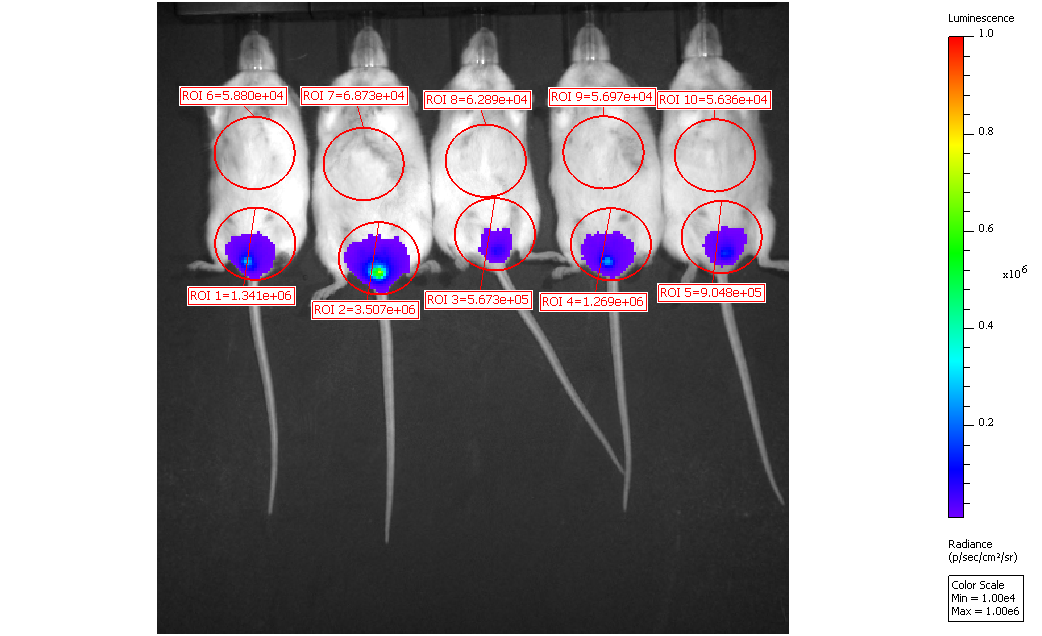 Luminescence
1.0
0.8
0.6
x10⁶
0.4
0.2
Radiance
(p/sec/cm²/sr)
Color Scale
Min = 1.00e4
Max = 1.00e6
ROI 6=5.880e+04
ROI 7=6.873e+04
ROI 8=6.289e+04
ROI 9=5.697e+04
ROI 10=5.636e+04
ROI 1=1.341e+06
ROI 2=3.507e+06
ROI 3=5.673e+05
ROI 4=1.269e+06
ROI 5=9.048e+05